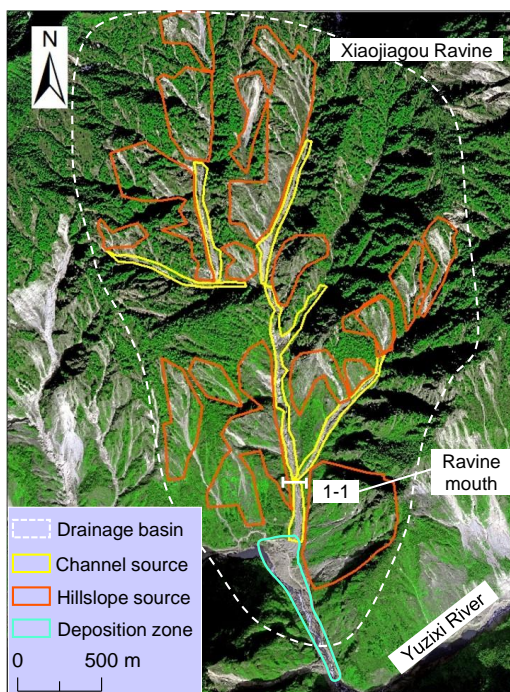 N
Xiaojiagou Ravine
1-1
Ravine
mouth
Yuzixi River
Drainage basin
Channel source
Hillslope source
Deposition zone
0 500 m